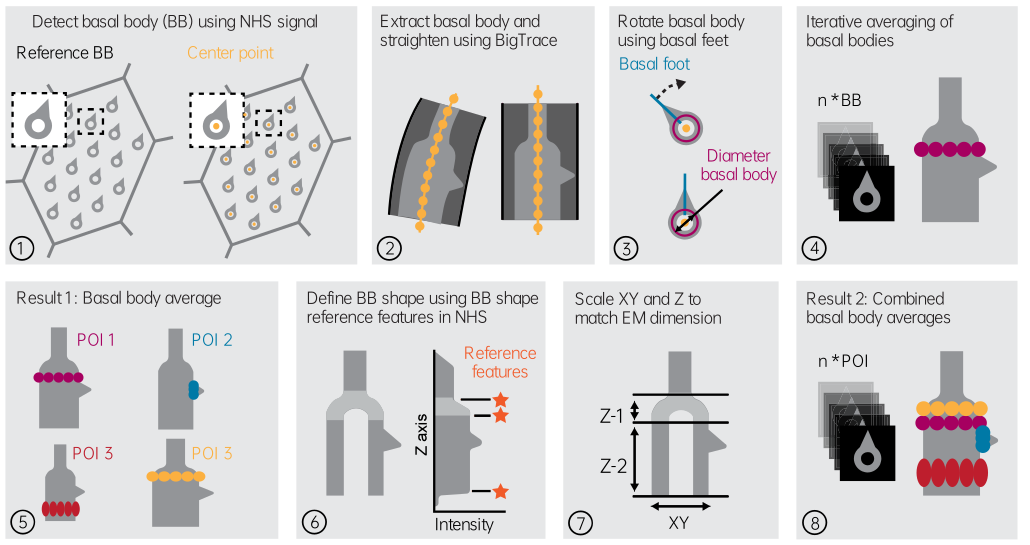 Detect basal body (BB) using NHS signal
Reference BB
Center point
1
Extract basal body and
straighten using BigTrace
2
Rotate basal body
using basal feet
Basal foot
Diameter
basal body
3
Iterative averaging of
basal bodies
n*BB
4
Result 1: Basal body average
POI 1
POI 2
POI 3
POI 3
5
Define BB shape using BB shape
reference features in NHS
Reference
features
Z axis
Intensity
6
Scale XY and Z to
match EM dimension
Z-1
Z-2
XY
7
Result 2: Combined
basal body averages
n*POI
8